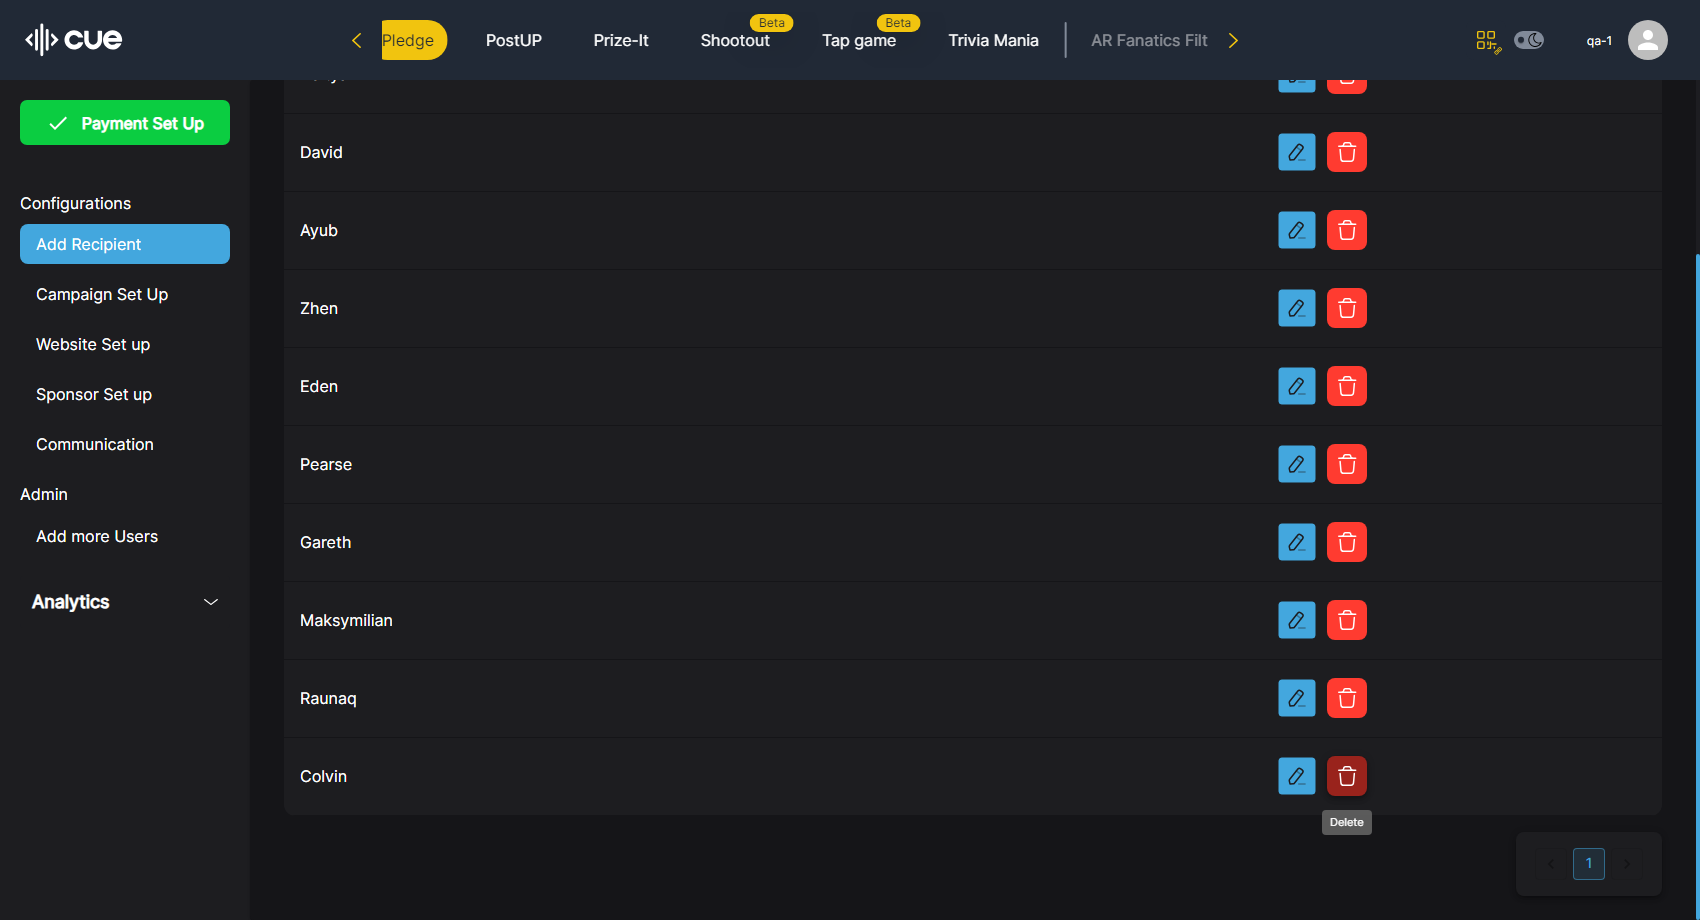 cue
Pledge
PostUP
Prize-It
Shootout
Beta
Tap game
Beta
Trivia Mania
AR Fanatics Filt
qa-1
Payment Set Up
Configurations
Add Recipient
Campaign Set Up
Website Set up
Sponsor Set up
Communication
Admin
Add more Users
Analytics
David
Ayub
Zhen
Eden
Pearse
Gareth
Maksymilian
Raunaq
Colvin
Delete
1